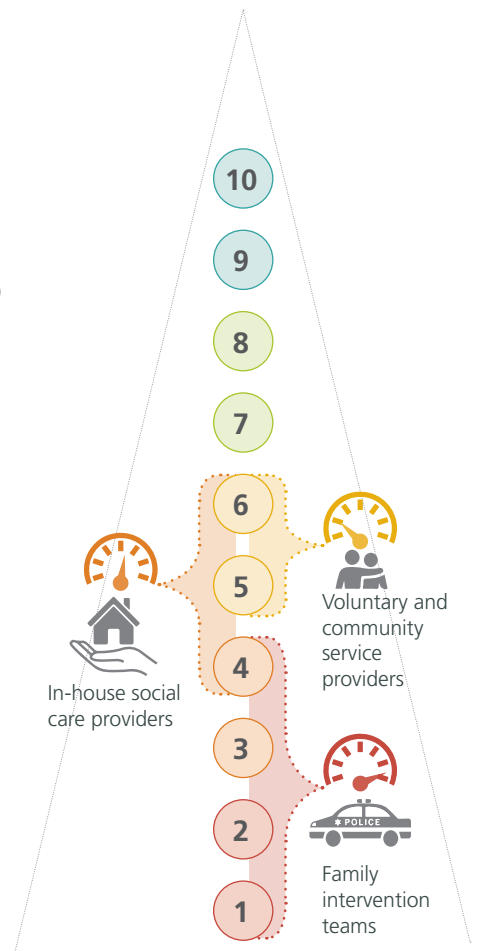 10
9
8
7
6
5
Voluntary and
community
service
providers
4
In-house social
care providers
3
POLICE
2
Family
intervention
teams
1